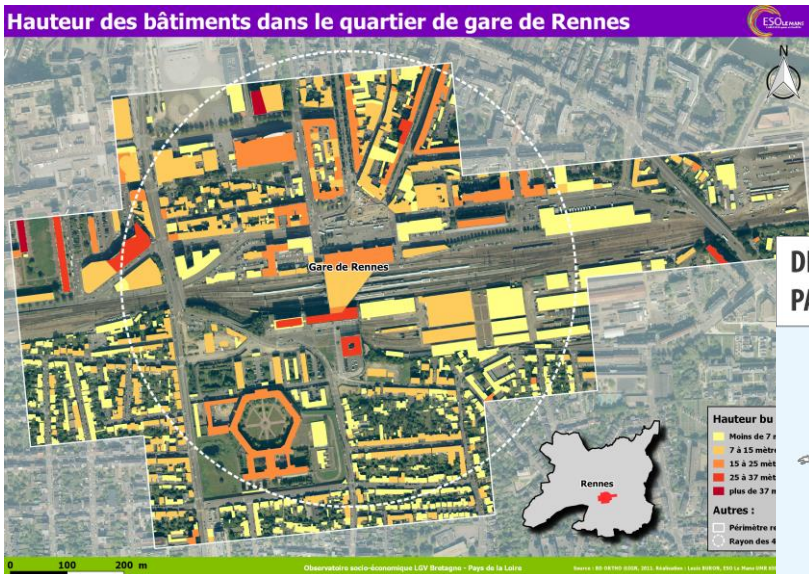 Hauteur des bâtiments dans le quartier de gare de Rennes
ESO LE MANS
N
Gare de Rennes
Hauteur bu
Moins de 7 m
7 à 15 mètre
15 à 25 mèt
25 à 37 mèt
plus de 37 m
Autres :
Périmètre re
Rayon des 4
Rennes
0 100 200 m
Observatoire socio-économique LGV Bretagne - Pays de la Loire